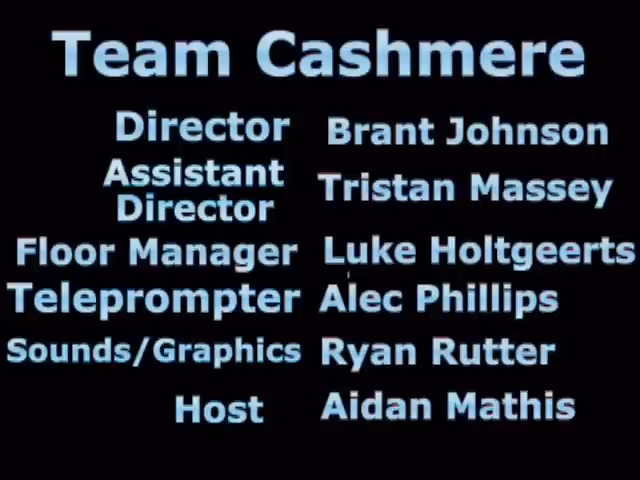 Team Cashmere
Director Brant Johnson
Assistant
Director Tristan Massey
Floor Manager Luke Holtgeerts
Teleprompter Alec Phillips
Sounds/Graphics Ryan Rutter
Host Aidan Mathis